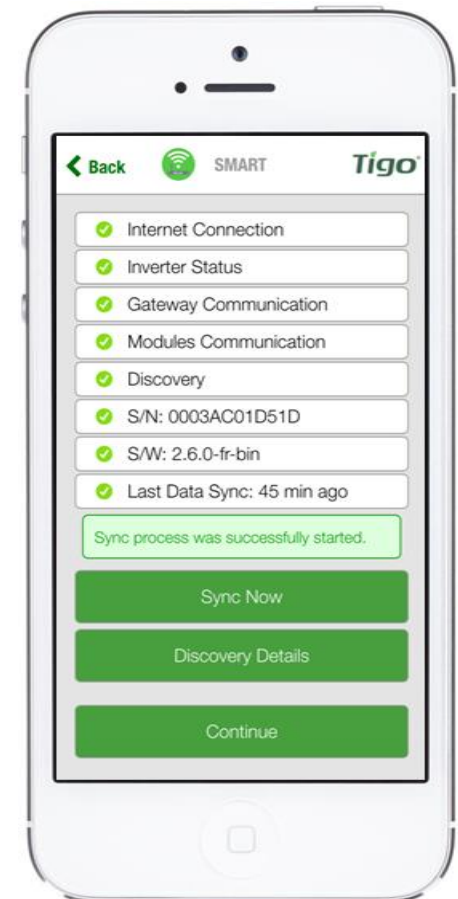 Back SMART Tigo
Internet Connection
Inverter Status
Gateway Communication
Modules Communication
Discovery
S/N: 0003AC01D51D
S/W: 2.6.0-fr-bin
Last Data Sync: 45 min ago
Sync process was successfully started.
Sync Now
Discovery Details
Continue